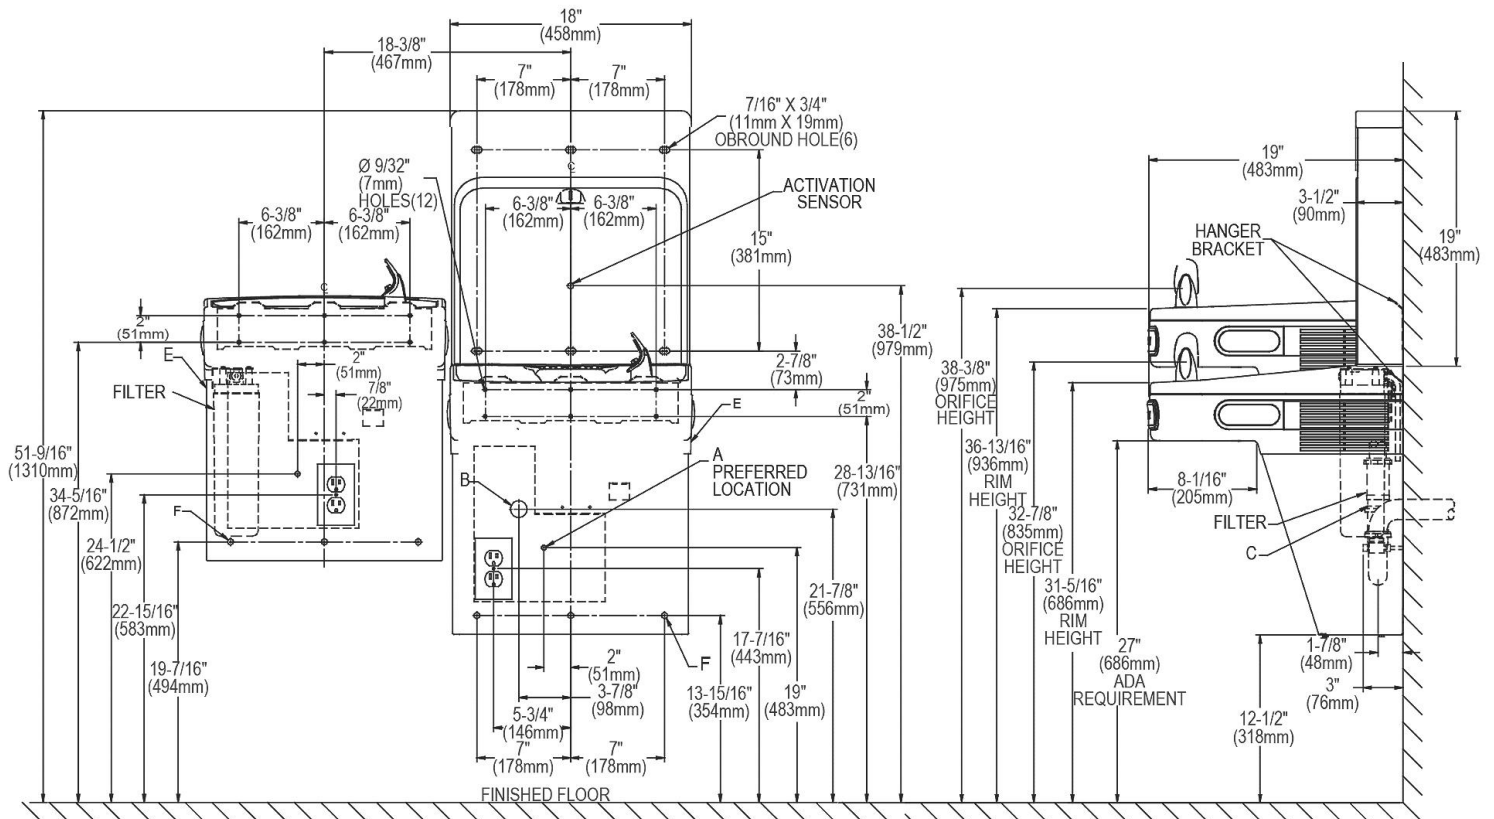 18"
(458mm)
18-3/8"
(467mm)
7"
(178mm)
7"
(178mm)
7/16" X 3/4"
(11mm X 19mm)
OBROUND HOLE(6)
Ø 9/32"
(7mm)
HOLES(12)
ACTIVATION
SENSOR
6-3/8"
(162mm)
6-3/8"
(162mm)
6-3/8"
(162mm)
6-3/8"
(162mm)
15"
(381mm)
19"
(483mm)
3-1/2"
(90mm)
HANGER
BRACKET
19"
(483mm)
2"
(51mm)
E
2"
(51mm)
FILTER
7/8"
(22mm)
38-1/2"
(979mm)
2-7/8"
(73mm)
2"
(51mm)
E
38-3/8"
(975mm)
ORIFICE
HEIGHT
51-9/16"
(1310mm)
34-5/16"
(872mm)
A
PREFERRED
LOCATION
B
28-13/16"
(731mm)
36-13/16"
(936mm)
RIM
HEIGHT
8-1/16"
(205mm)
FILTER
C
F
24-1/2"
(622mm)
32-7/8"
(835mm)
ORIFICE
HEIGHT
22-15/16"
(583mm)
21-7/8"
(556mm)
31-5/16"
(686mm)
RIM
HEIGHT
19-7/16"
(494mm)
2"
(51mm)
F
17-7/16"
(443mm)
27"
(686mm)
ADA
REQUIREMENT
1-7/8"
(48mm)
3-7/8"
(98mm)
13-15/16"
(354mm)
19"
(483mm)
3"
(76mm)
5-3/4"
(146mm)
12-1/2"
(318mm)
7"
(178mm)
7"
(178mm)
FINISHED FLOOR